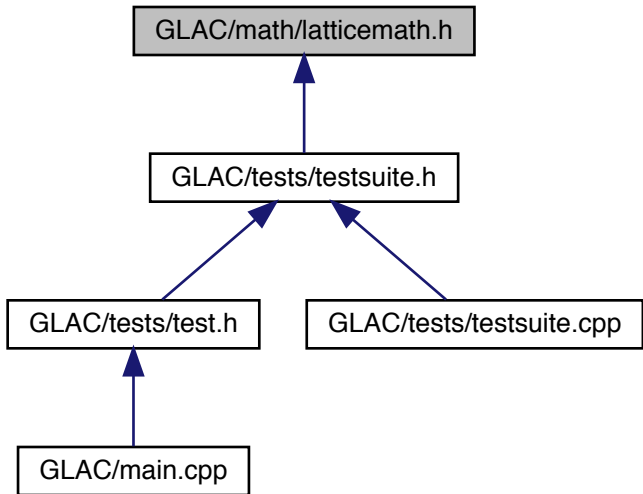 GLAC/math/latticemath.h
GLAC/tests/testsuite.h
GLAC/tests/test.h
GLAC/tests/testsuite.cpp
GLAC/main.cpp